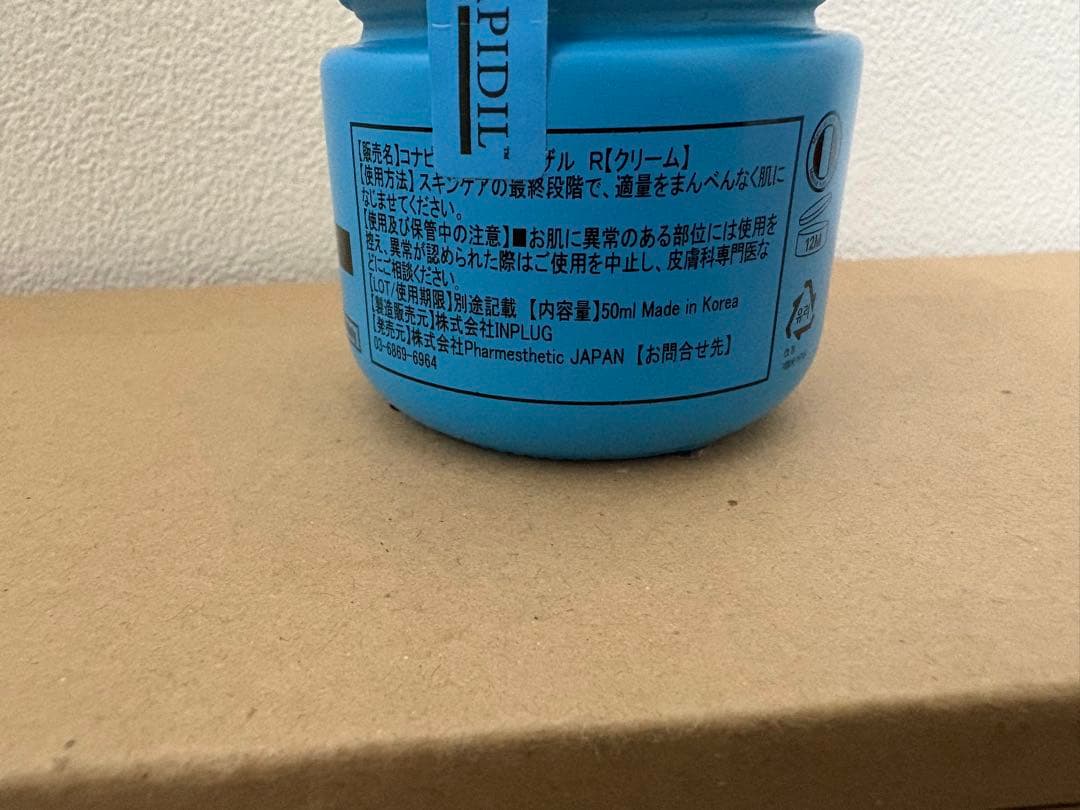 APIDIL
【販売名】コナビ ザル R【クリーム】
【使用方法】スキンケアの最終段階で、適量をまんべんなく肌に
なじませてください。
【使用及び保管中の注意】■お肌に異常のある部位には使用を
控え、異常が認められた際はご使用を中止し、皮膚科専門医な
どにご相談ください。
【LOT/使用期限】別途記載 【内容量】50ml Made in Korea
【製造販売元】株式会社INPLUG
【発売元】株式会社Pharmesthetic JAPAN 【お問合せ先】
03-6869-6964
12M
유리